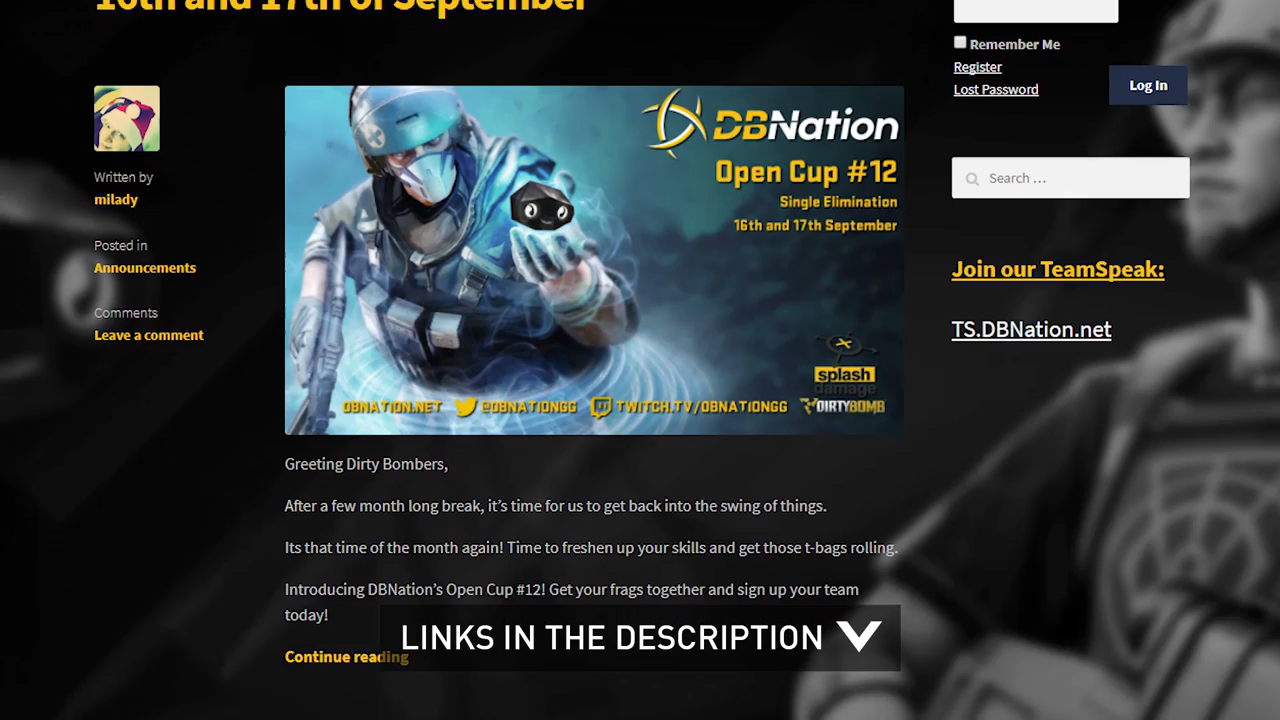 16th and 17th of September
Remember Me
Register
Lost Password
Log In
Written by
milady
Posted in
Announcements
Comments
Leave a comment
DBNation
Open Cup #12
Single Elimination
16th and 17th September
splash
damage
DBNATION.NET @DBNATIONGG TWITCH.TV/DBNATIONGG DIRTYBOMB
Search …
Join our TeamSpeak:
TS.DBNation.net
Greeting Dirty Bombers,
After a few month long break, it's time for us to get back into the swing of things.
Its that time of the month again! Time to freshen up your skills and get those t-bags rolling.
Introducing DBNation's Open Cup #12! Get your frags together and sign up your team
today!
Continue reading
LINKS IN THE DESCRIPTION